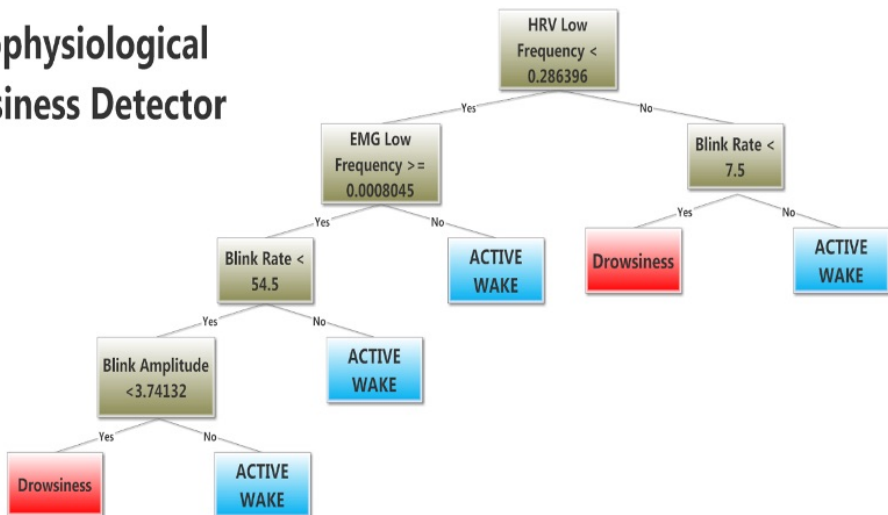 physiological
siness Detector
HRV Low
Frequency <
0.286396
Yes
No
EMG Low
Frequency >=
0.0008045
Blink Rate <
7.5
Yes
No
Yes
No
Blink Rate <
54.5
ACTIVE
WAKE
Drowsiness
ACTIVE
WAKE
Yes
No
Blink Amplitude
<3.74132
ACTIVE
WAKE
Yes
No
Drowsiness
ACTIVE
WAKE